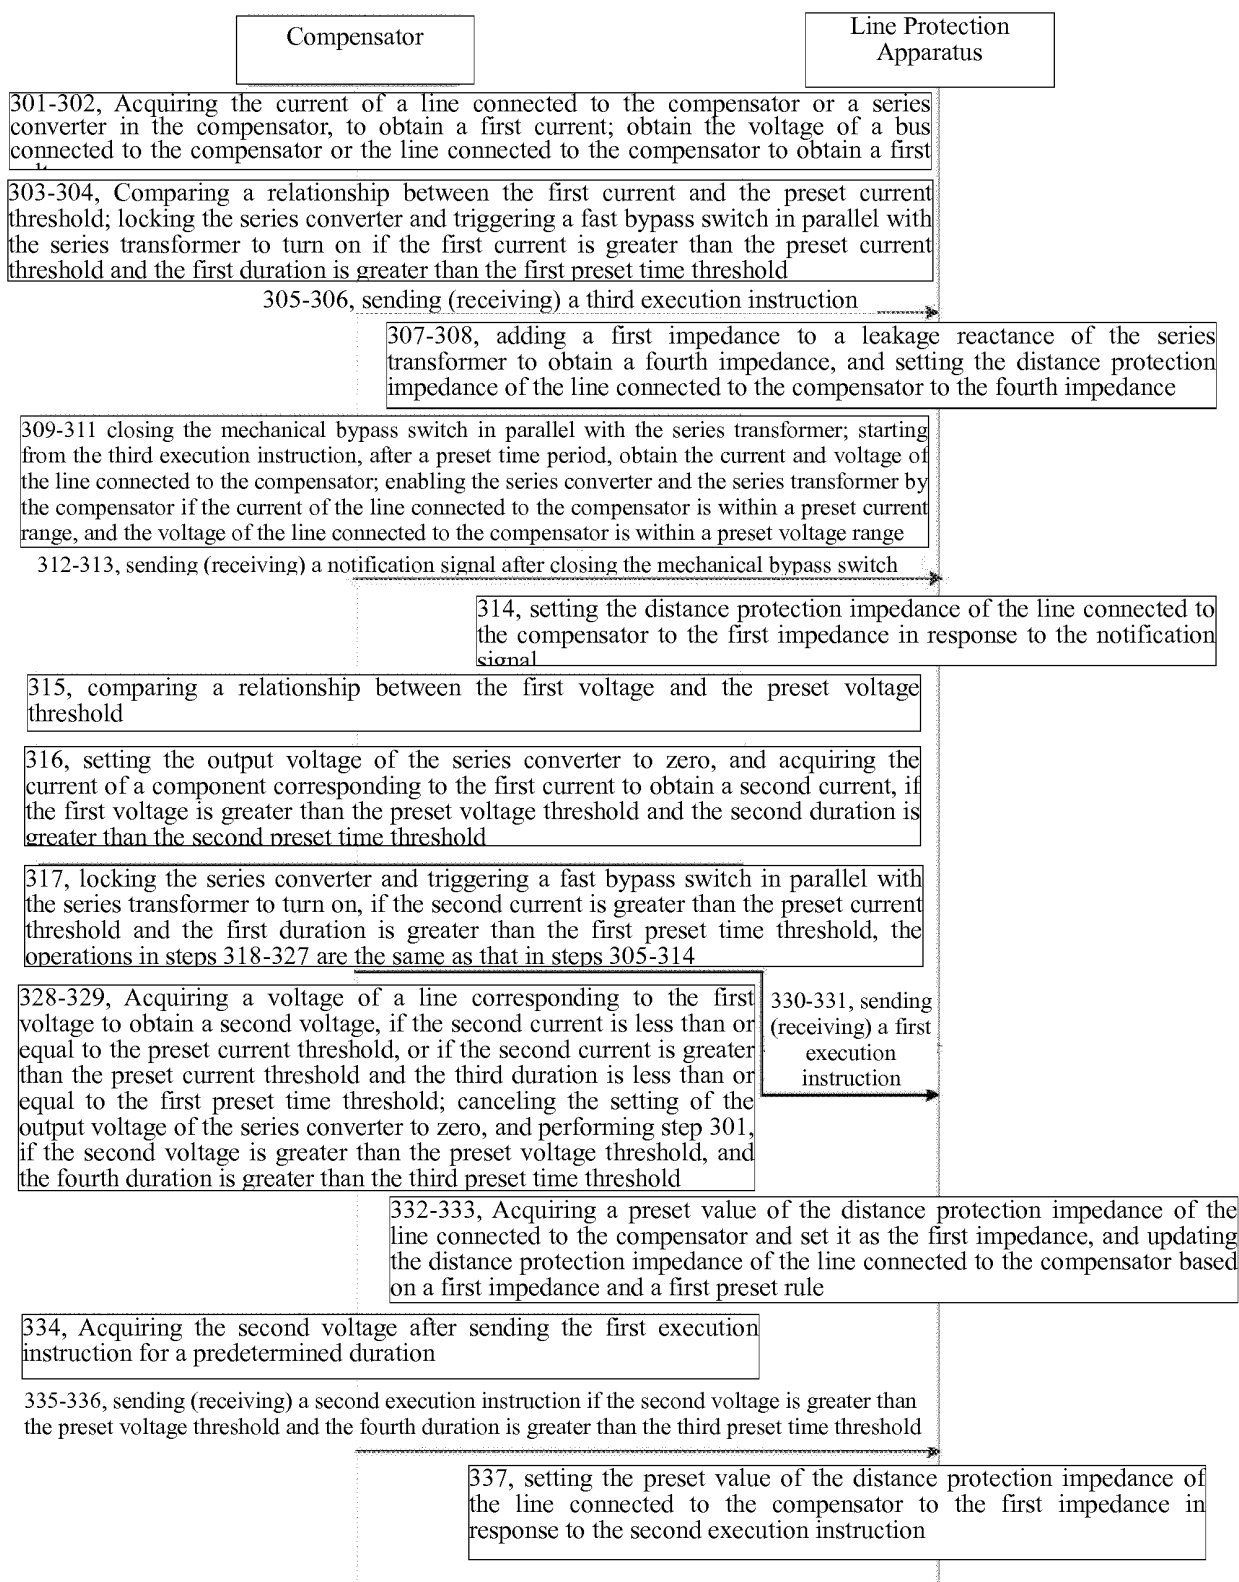 Compensator
Line Protection
Apparatus
301-302, Acquiring the current of a line connected to the compensator or a series
converter in the compensator, to obtain a first current; obtain the voltage of a bus
connected to the compensator or the line connected to the compensator to obtain a first
303-304, Comparing a relationship between the first current and the preset current
threshold; locking the series converter and triggering a fast bypass switch in parallel with
the series transformer to turn on if the first current is greater than the preset current
threshold and the first duration is greater than the first preset time threshold
305-306, sending (receiving) a third execution instruction
307-308, adding a first impedance to a leakage reactance of the series
transformer to obtain a fourth impedance, and setting the distance protection
impedance of the line connected to the compensator to the fourth impedance
309-311 closing the mechanical bypass switch in parallel with the series transformer; starting
from the third execution instruction, after a preset time period, obtain the current and voltage of
the line connected to the compensator; enabling the series converter and the series transformer by
the compensator if the current of the line connected to the compensator is within a preset current
range, and the voltage of the line connected to the compensator is within a preset voltage range
312-313, sending (receiving) a notification signal after closing the mechanical bypass switch
314, setting the distance protection impedance of the line connected to
the compensator to the first impedance in response to the notification
signal
315, comparing a relationship between the first voltage and the preset voltage
threshold
316, setting the output voltage of the series converter to zero, and acquiring the
current of a component corresponding to the first current to obtain a second current, if
the first voltage is greater than the preset voltage threshold and the second duration is
greater than the second preset time threshold
317, locking the series converter and triggering a fast bypass switch in parallel with
the series transformer to turn on, if the second current is greater than the preset current
threshold and the first duration is greater than the first preset time threshold, the
operations in steps 318-327 are the same as that in steps 305-314
328-329, Acquiring a voltage of a line corresponding to the first
voltage to obtain a second voltage, if the second current is less than or
equal to the preset current threshold, or if the second current is greater
than the preset current threshold and the third duration is less than or
equal to the first preset time threshold; canceling the setting of the
output voltage of the series converter to zero, and performing step 301,
if the second voltage is greater than the preset voltage threshold, and
the fourth duration is greater than the third preset time threshold
330-331, sending
(receiving) a first
execution
instruction
332-333, Acquiring a preset value of the distance protection impedance of the
line connected to the compensator and set it as the first impedance, and updating
the distance protection impedance of the line connected to the compensator based
on a first impedance and a first preset rule
334, Acquiring the second voltage after sending the first execution
instruction for a predetermined duration
335-336, sending (receiving) a second execution instruction if the second voltage is greater than
the preset voltage threshold and the fourth duration is greater than the third preset time threshold
337, setting the preset value of the distance protection impedance of
the line connected to the compensator to the first impedance in
response to the second execution instruction